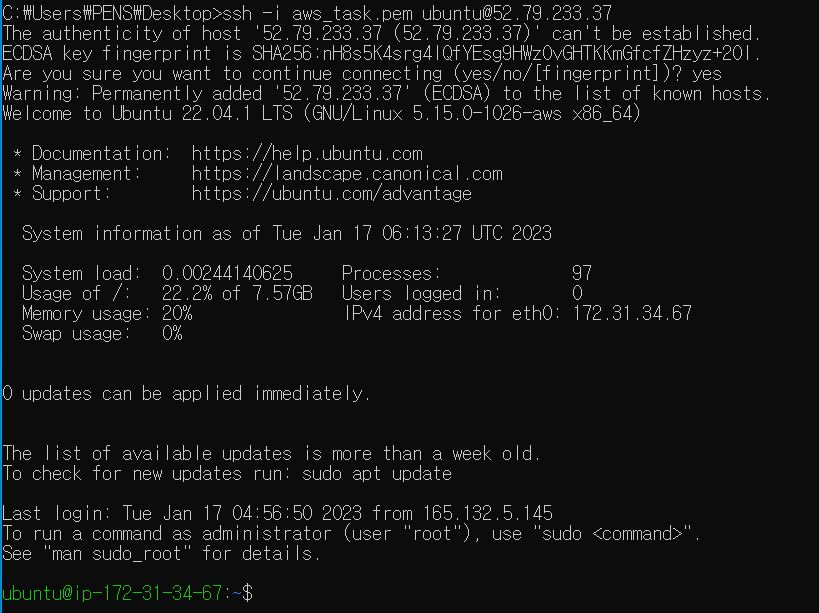 C:₩Users₩PENS₩Desktop>ssh -i aws_task.pem ubuntu@52.79.233.37
The authenticity of host '52.79.233.37 (52.79.233.37)' can't be established.
ECDSA key fingerprint is SHA256:nH8s5K4srg4lQfYEsg9HWzOvGHTKKmGfcfZHzyz+20I.
Are you sure you want to continue connecting (yes/no/[fingerprint])? yes
Warning: Permanently added '52.79.233.37' (ECDSA) to the list of known hosts.
Welcome to Ubuntu 22.04.1 LTS (GNU/Linux 5.15.0-1026-aws x86_64)
* Documentation: https://help.ubuntu.com
* Management: https://landscape.canonical.com
* Support: https://ubuntu.com/advantage
System information as of Tue Jan 17 06:13:27 UTC 2023
System load: 0.00244140625 Processes: 97
Usage of /: 22.2% of 7.57GB Users logged in: 0
Memory usage: 20% IPv4 address for eth0: 172.31.34.67
Swap usage: 0%
0 updates can be applied immediately.
The list of available updates is more than a week old.
To check for new updates run: sudo apt update
Last login: Tue Jan 17 04:56:50 2023 from 165.132.5.145
To run a command as administrator (user "root"), use "sudo <command>".
See "man sudo_root" for details.
ubuntu@ip-172-31-34-67:~$